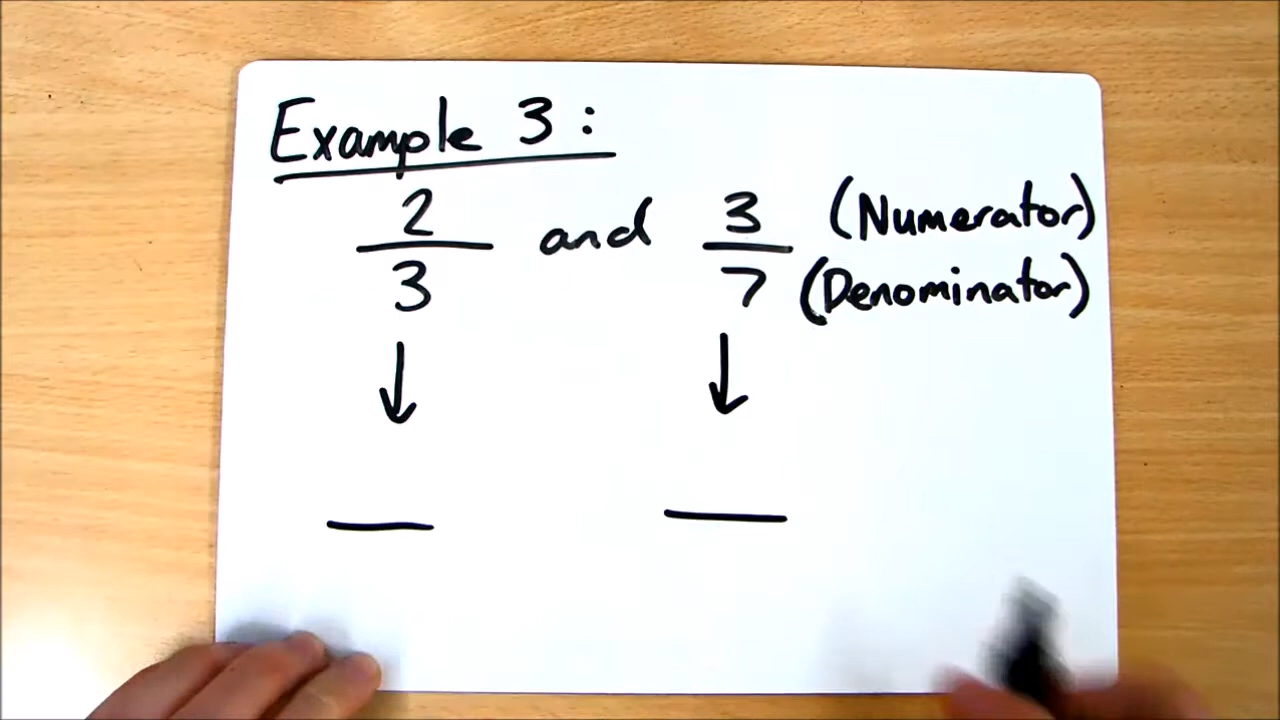 Example 3:
2 3 (Numerator)
and
3 7 (Denominator)